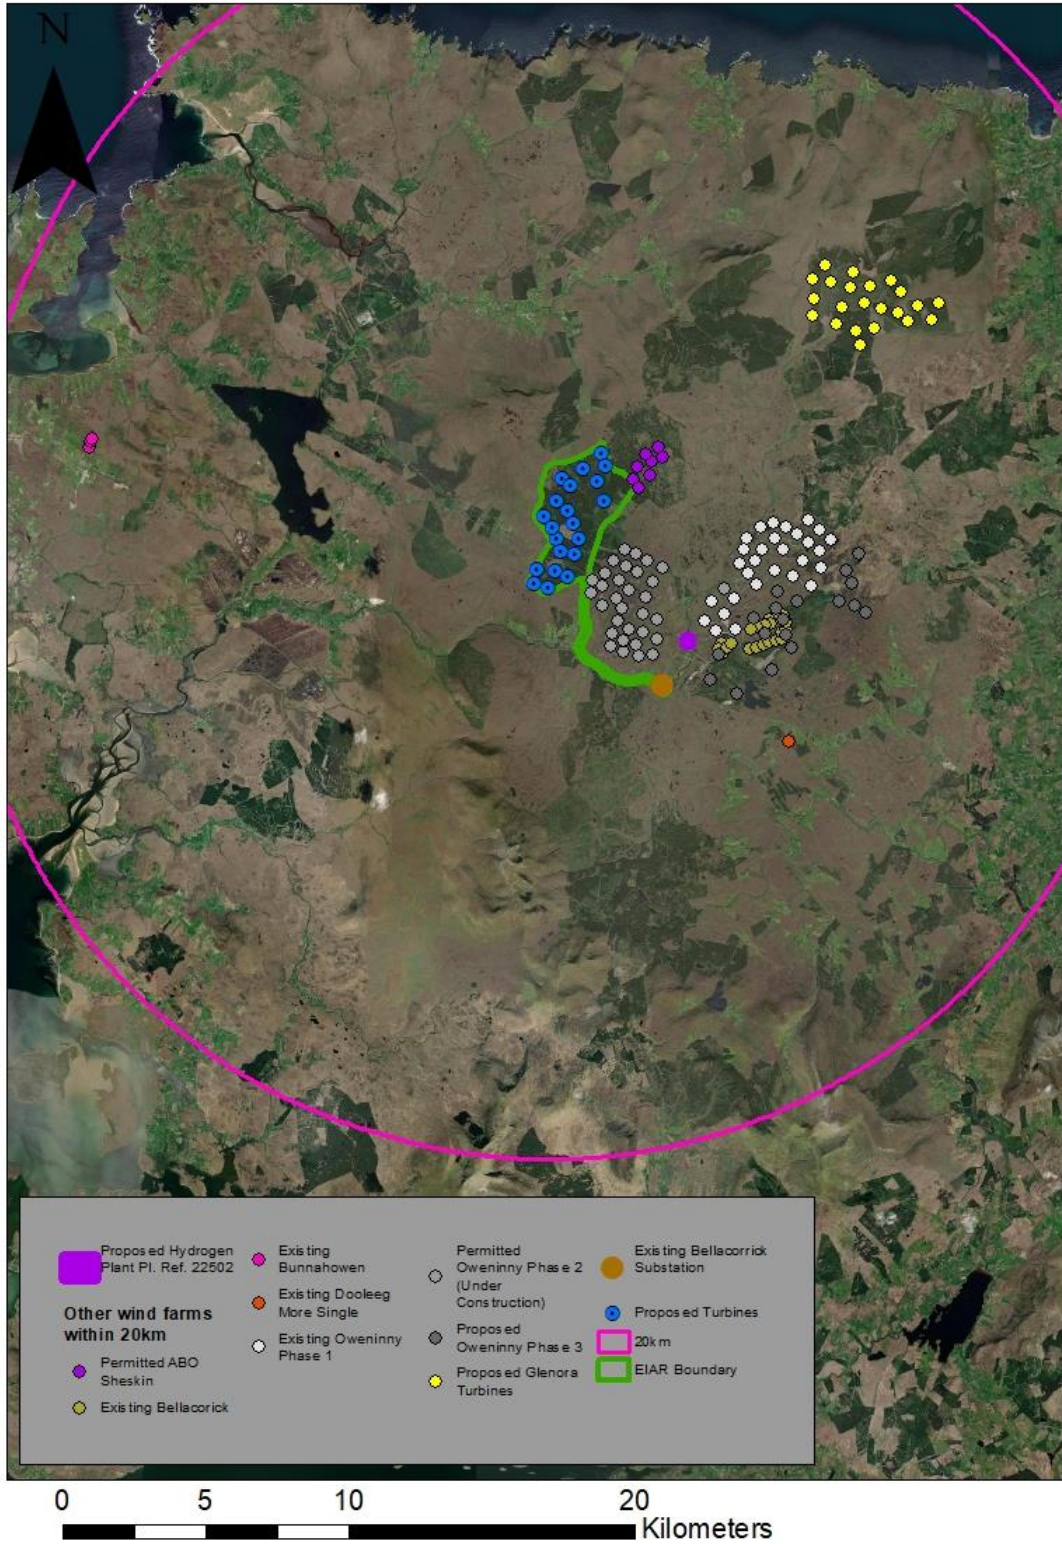 N
Proposed Hydrogen
Plant Pl. Ref. 22502
Other wind farms
within 20km
Permitted ABO
Sheskin
Existing Bellacorick
Existing
Bunnahowen
Existing Dooleeg
More Single
Existing Oweninny
Phase 1
Permitted
Oweninny Phase 2
(Under
Construction)
Proposed
Oweninny Phase 3
Proposed Glenora
Turbines
Existing Bellacorrick
Substation
Proposed Turbines
20km
EIAR Boundary
0 5 10 20
Kilometers